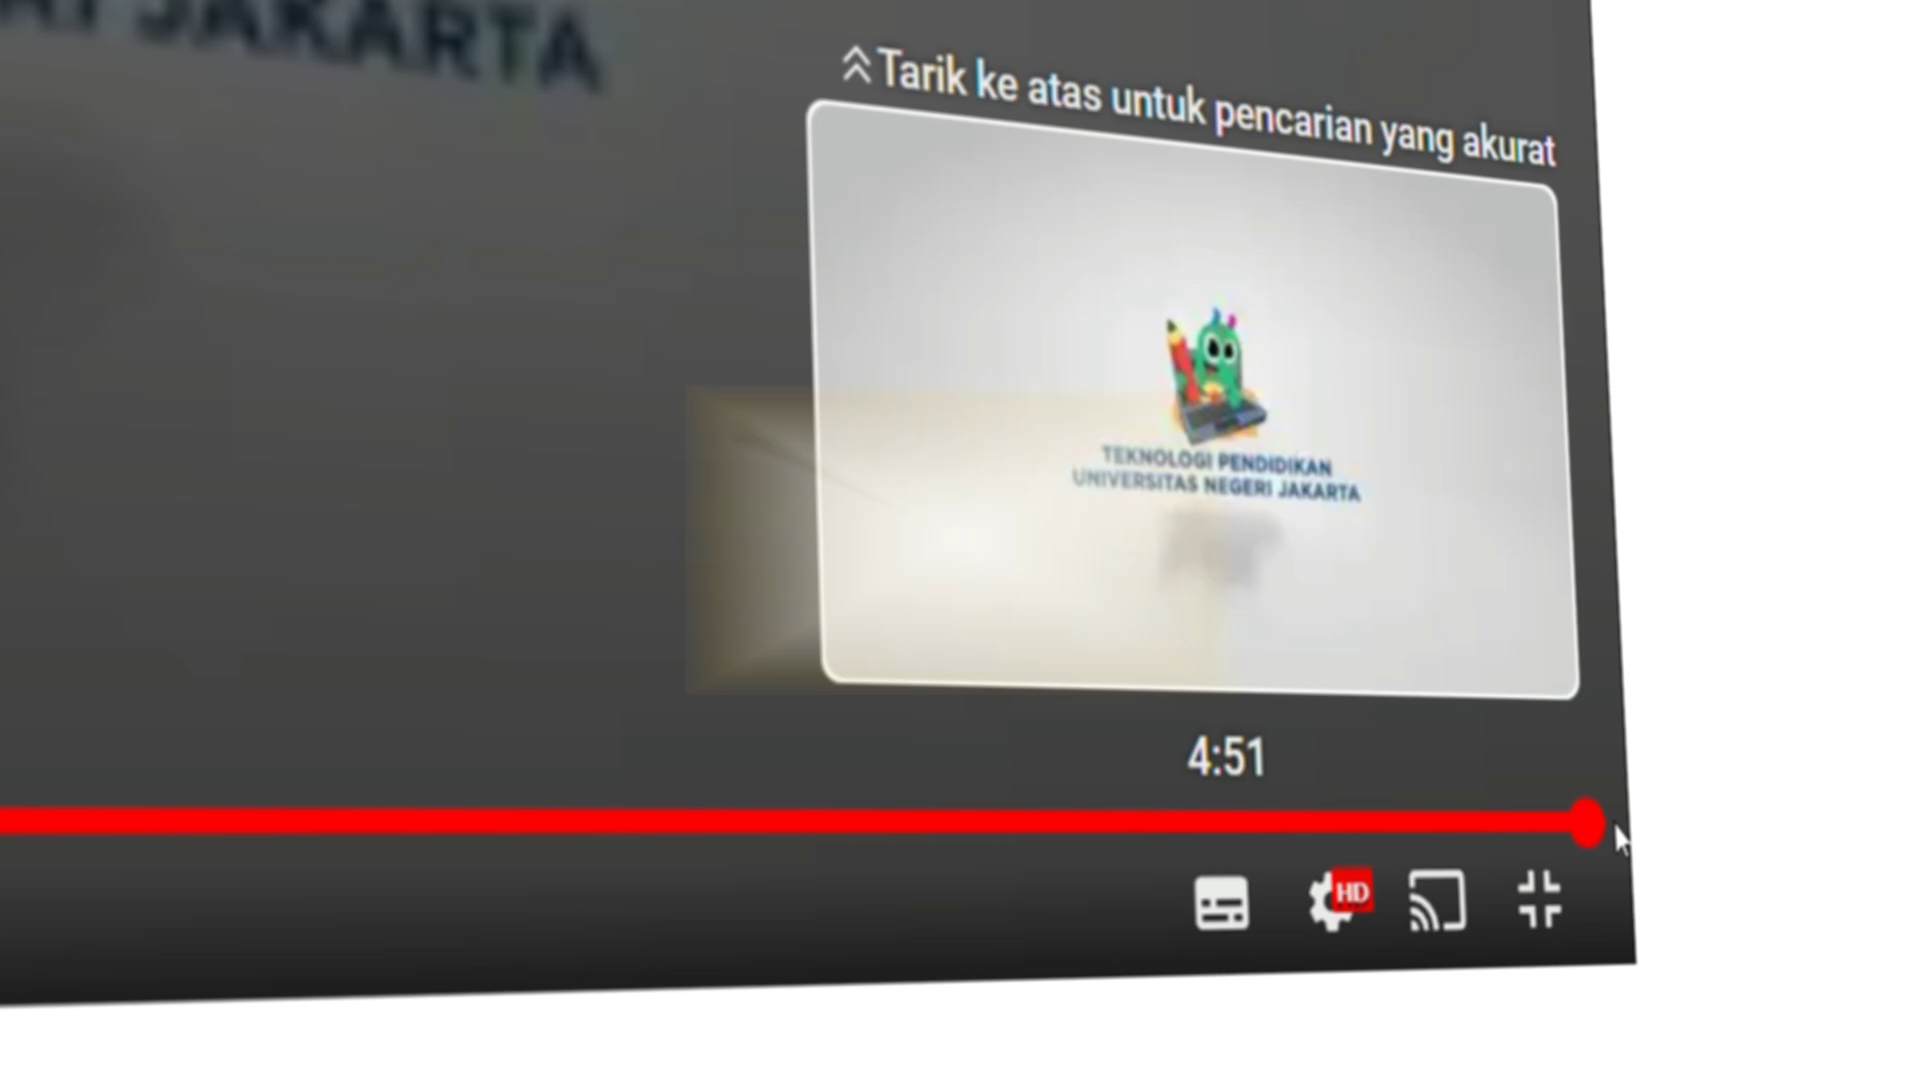 JAKARTA
Tarik ke atas untuk pencarian yang akurat
TEKNOLOGI PENDIDIKAN
UNIVERSITAS NEGERI JAKARTA
4:51
HD